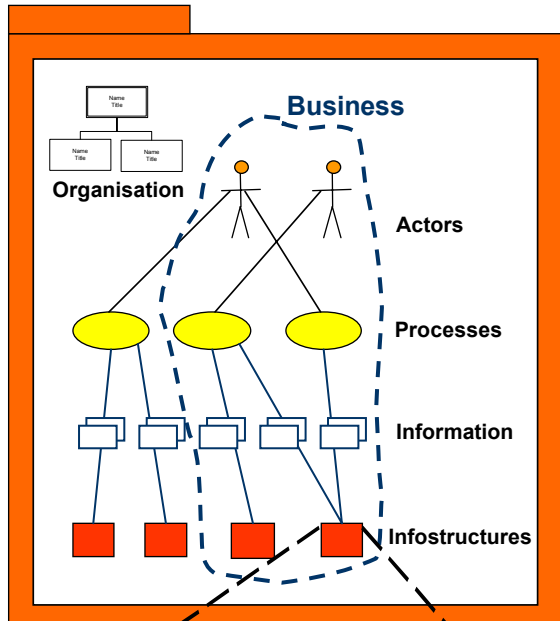 Name
Title
Name
Title
Name
Title
Organisation
Business
Actors
Processes
Information
Infostructures